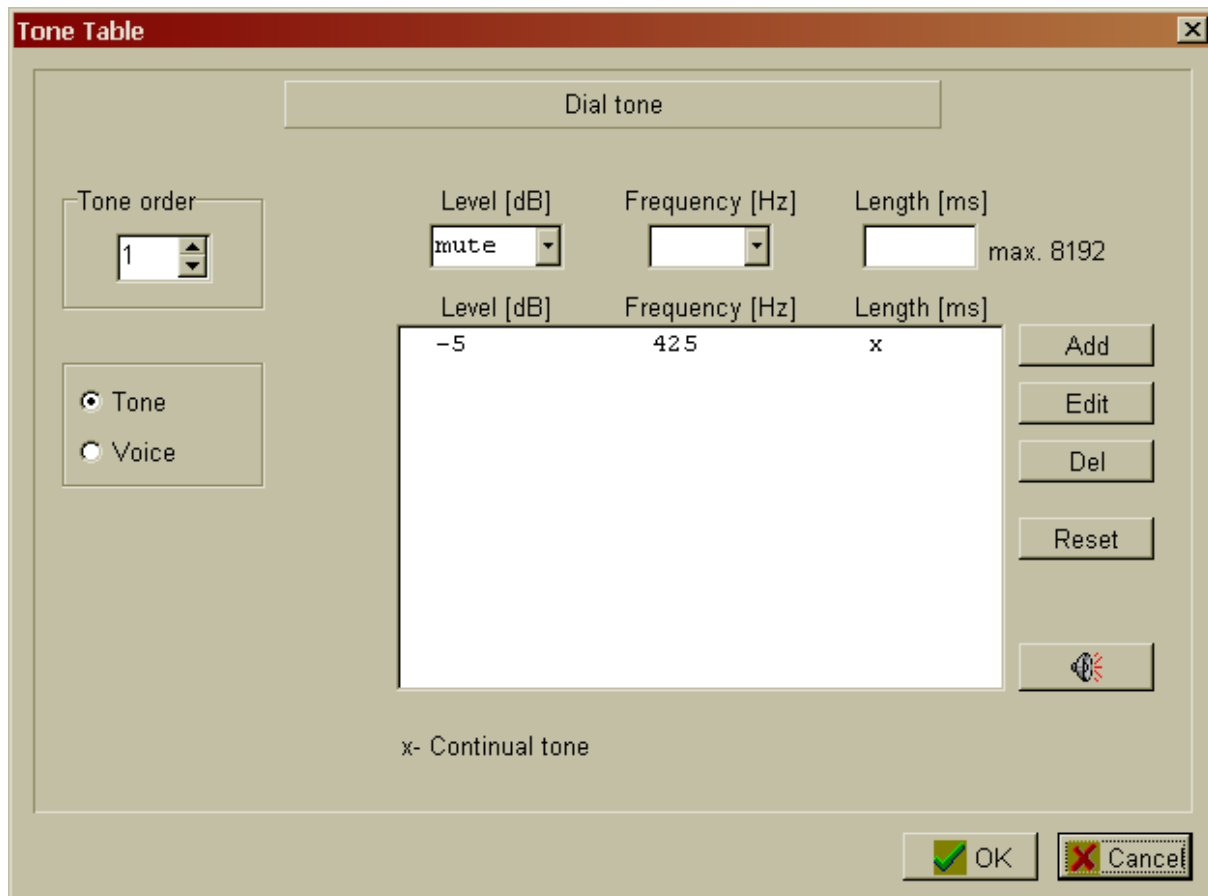 Tone Table
Dial tone
Tone order
1
Tone
Voice
Level [dB] Frequency [Hz] Length [ms]
mute max. 8192
Level [dB] Frequency [Hz] Length [ms]
-5 425 x
Add
Edit
Del
Reset
x- Continual tone
OK Cancel